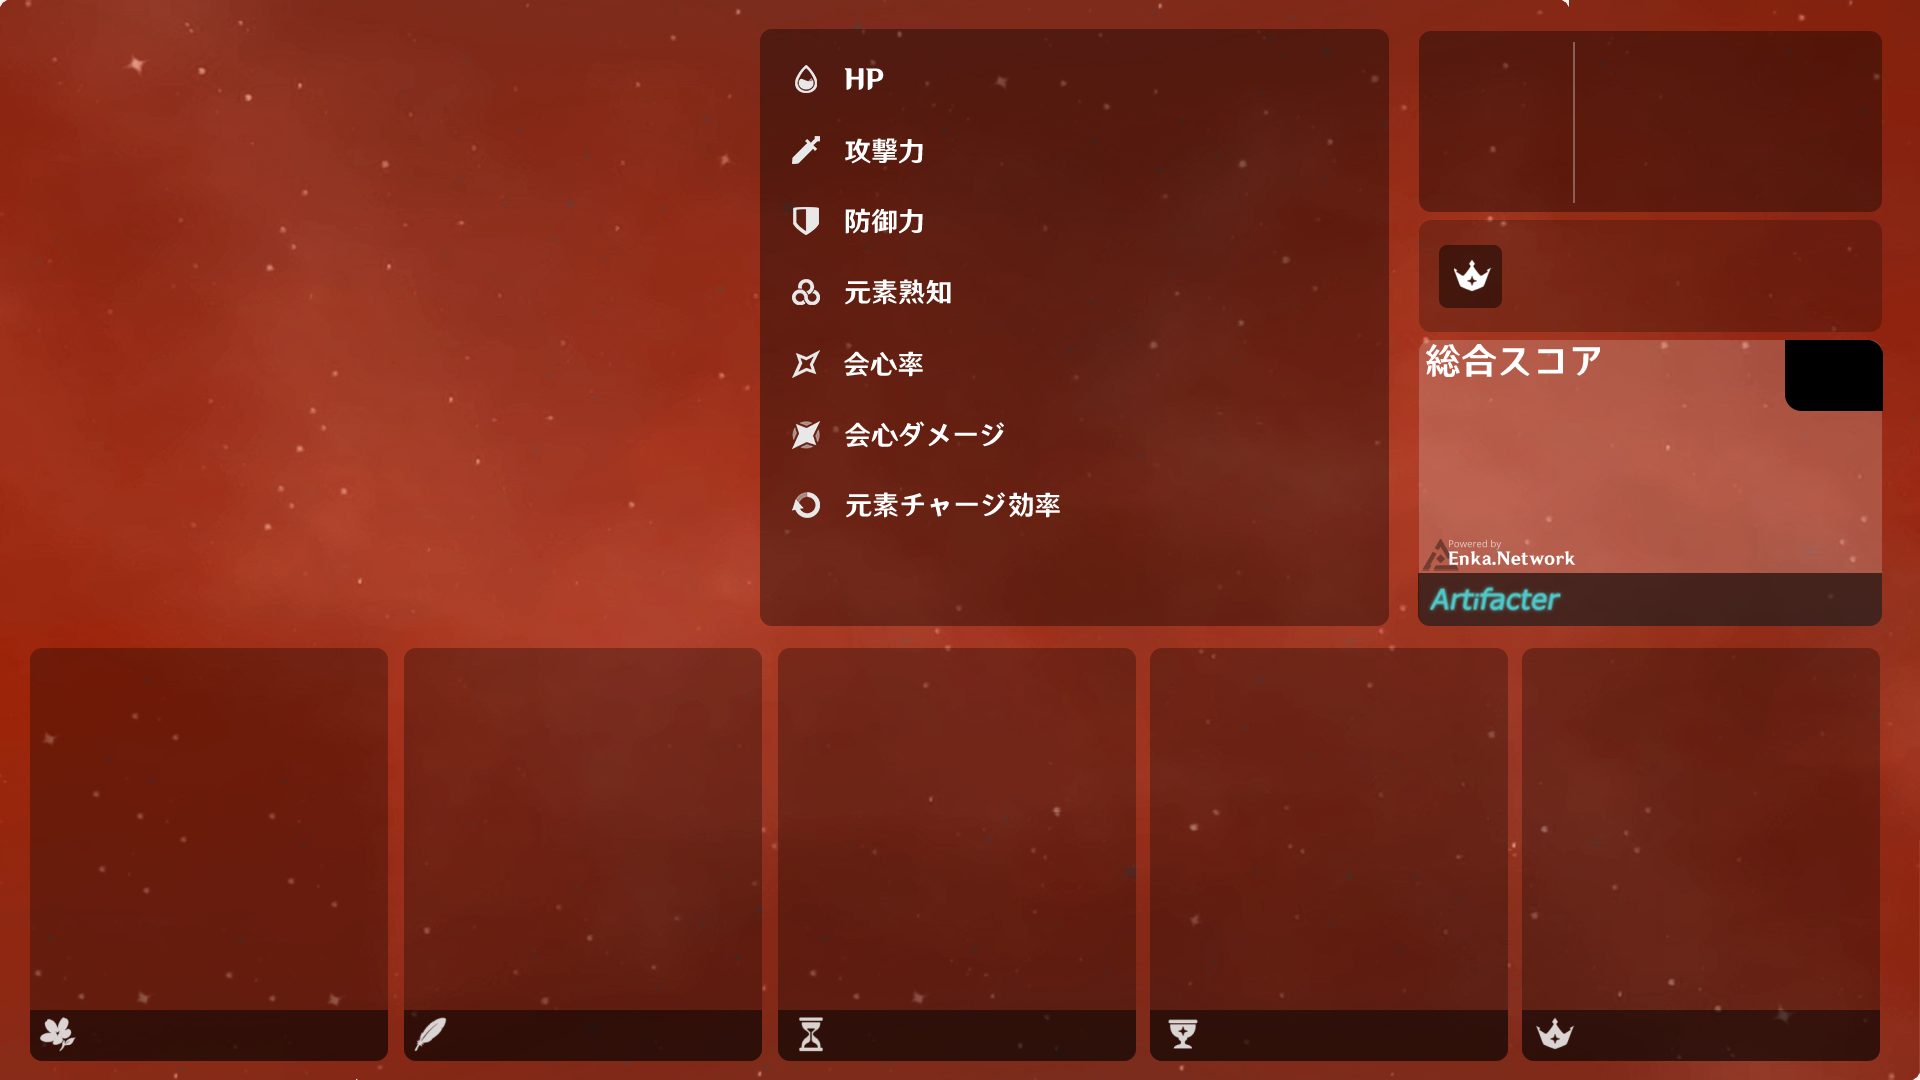 HP
攻撃力
防御力
元素熟知
会心率
会心ダメージ
元素チャージ効率
総合スコア
Powered by
Enka.Network
Artifacter